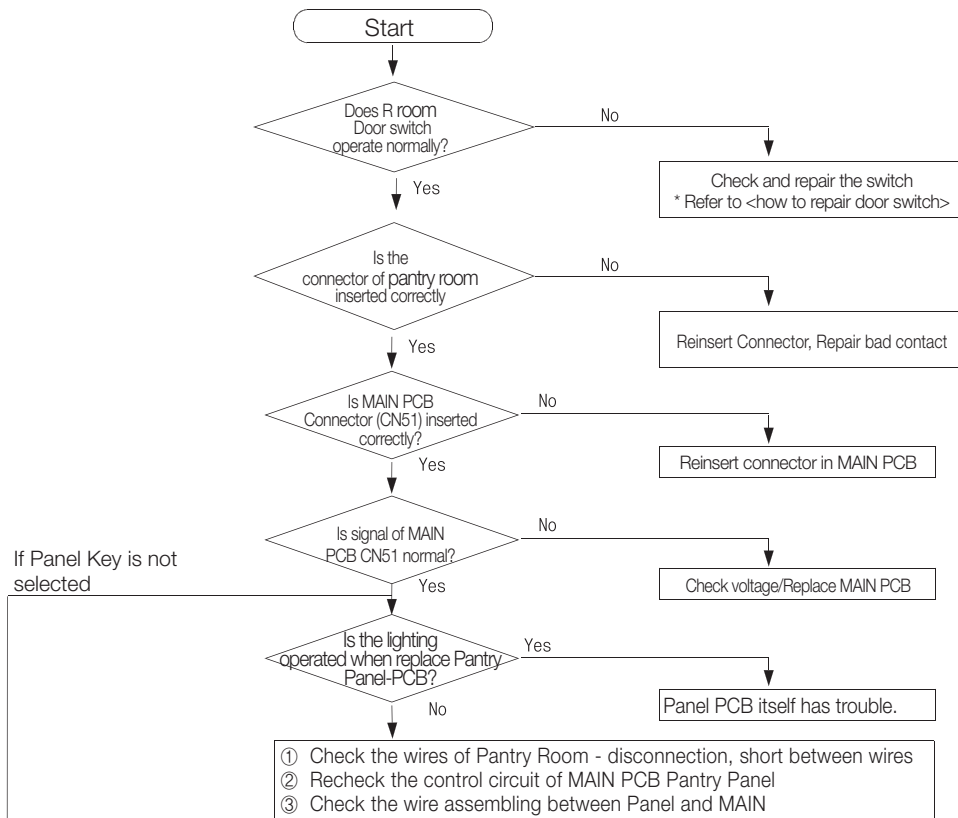 Start
Does R room
Door switch
operate normally?
No
Check and repair the switch
* Refer to <how to repair door switch>
Yes
Is the
connector of pantry room
inserted correctly
No
Reinsert Connector, Repair bad contact
Yes
Is MAIN PCB
Connector (CN51) inserted
correctly?
No
Reinsert connector in MAIN PCB
Yes
Is signal of MAIN
PCB CN51 normal?
No
Check voltage/Replace MAIN PCB
If Panel Key is not
selected
Yes
Is the lighting
operated when replace Pantry
Panel-PCB?
Yes
Panel PCB itself has trouble.
No
① Check the wires of Pantry Room - disconnection, short between wires
② Recheck the control circuit of MAIN PCB Pantry Panel
③ Check the wire assembling between Panel and MAIN